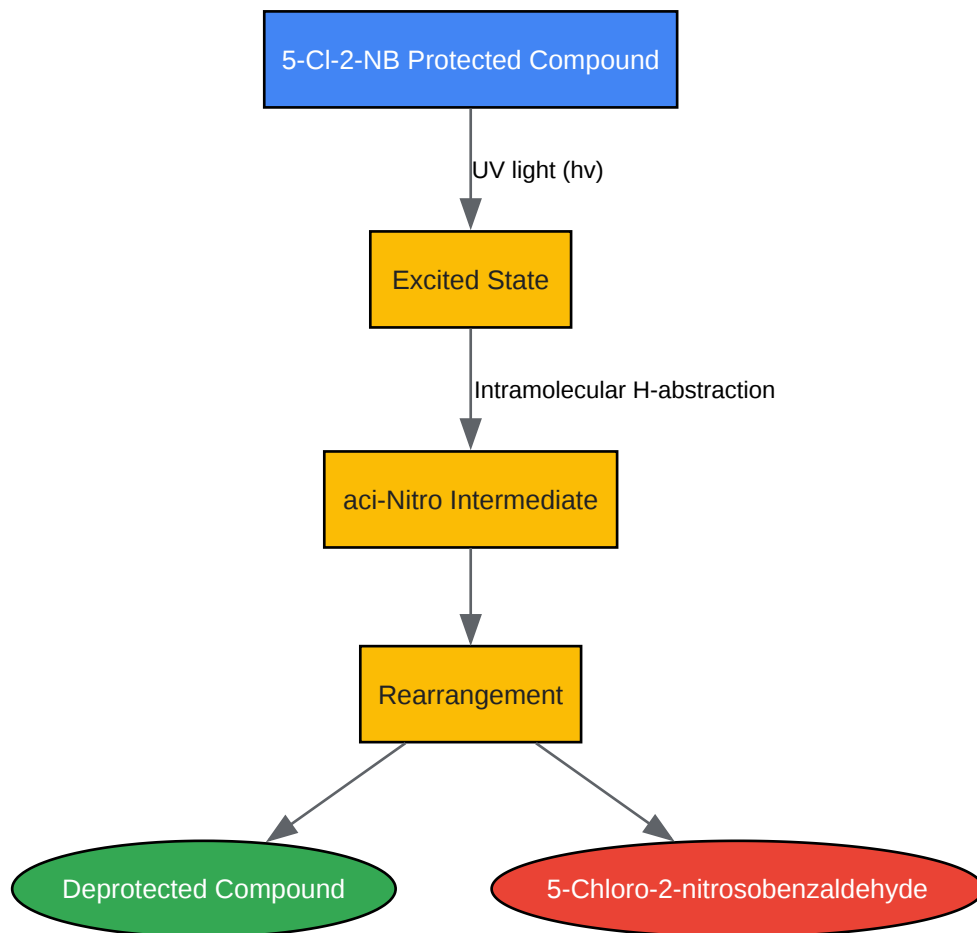 5-Cl-2-NB Protected Compound
UV light (hv)
Excited State
Intramolecular H-abstraction
aci-Nitro Intermediate
Rearrangement
Deprotected Compound
5-Chloro-2-nitrosobenzaldehyde